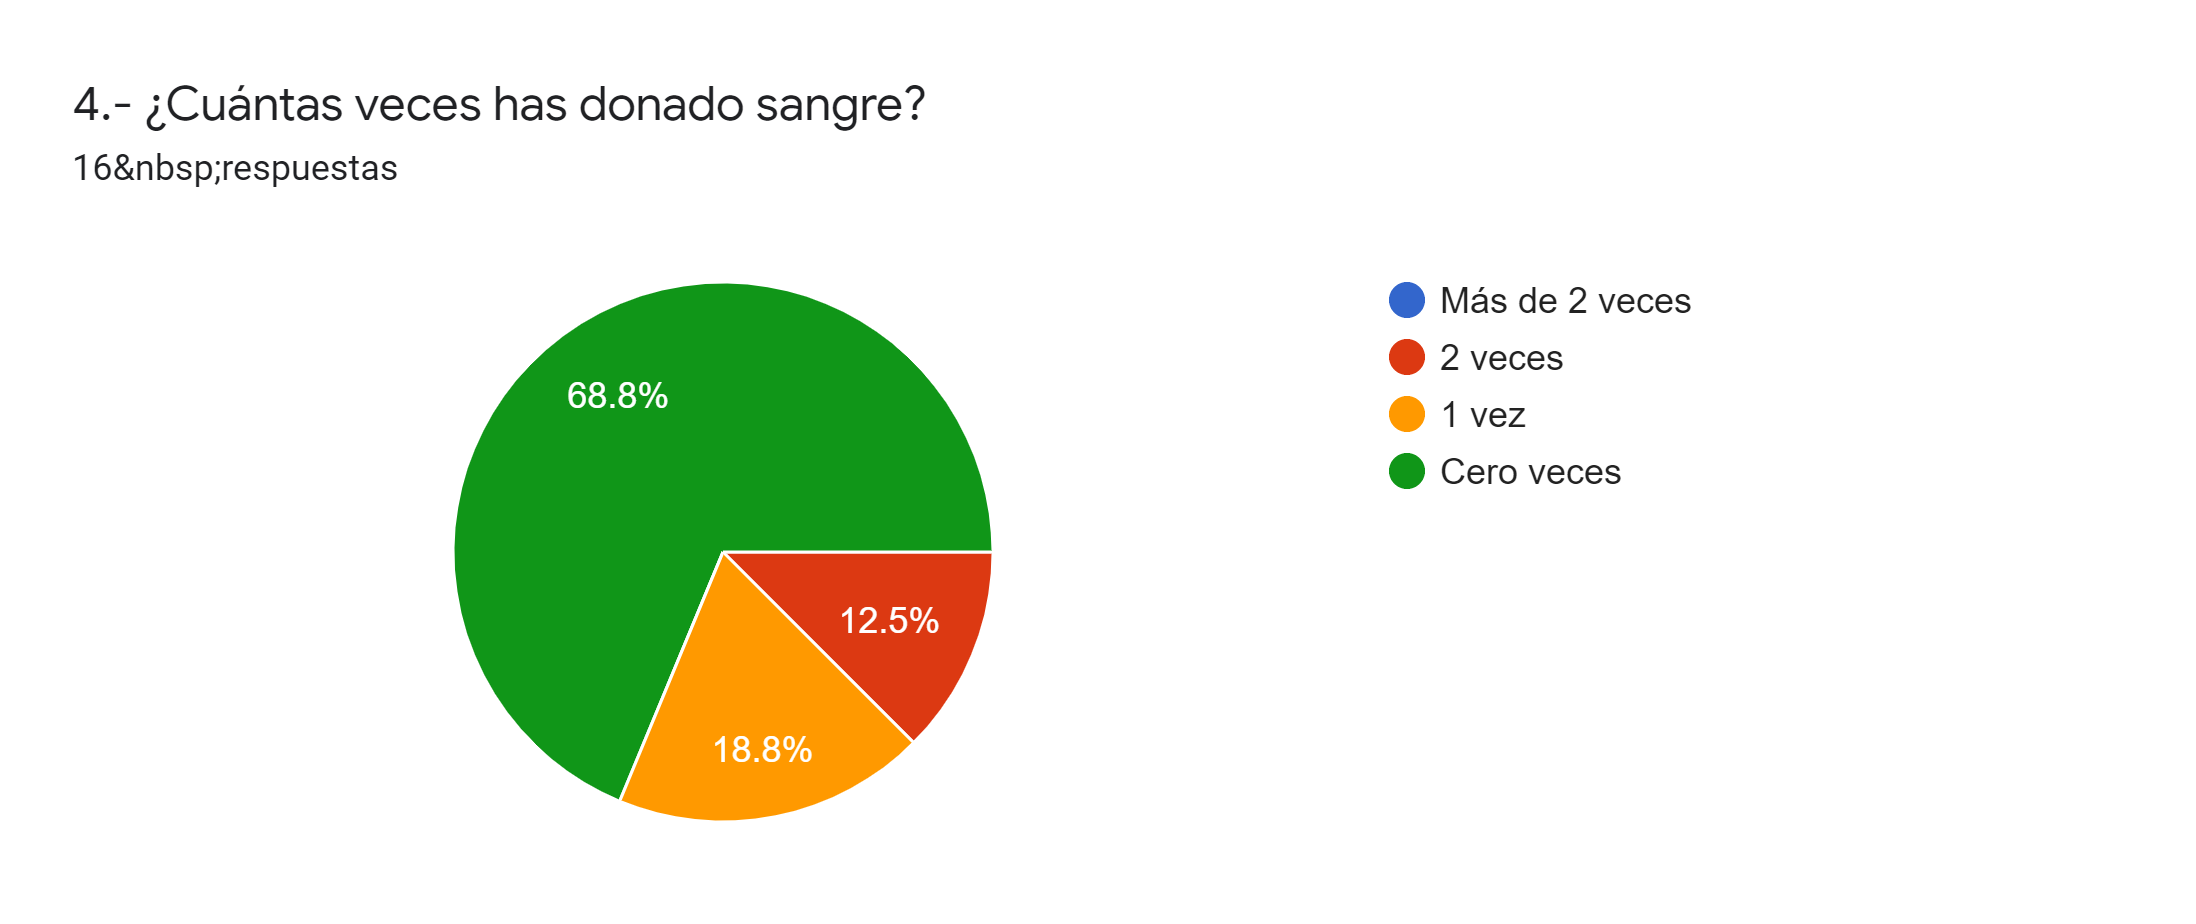 4.- ¿Cuántas veces has donado sangre?
16&nbsp;respuestas
68.8%
12.5%
18.8%
Más de 2 veces
2 veces
1 vez
Cero veces